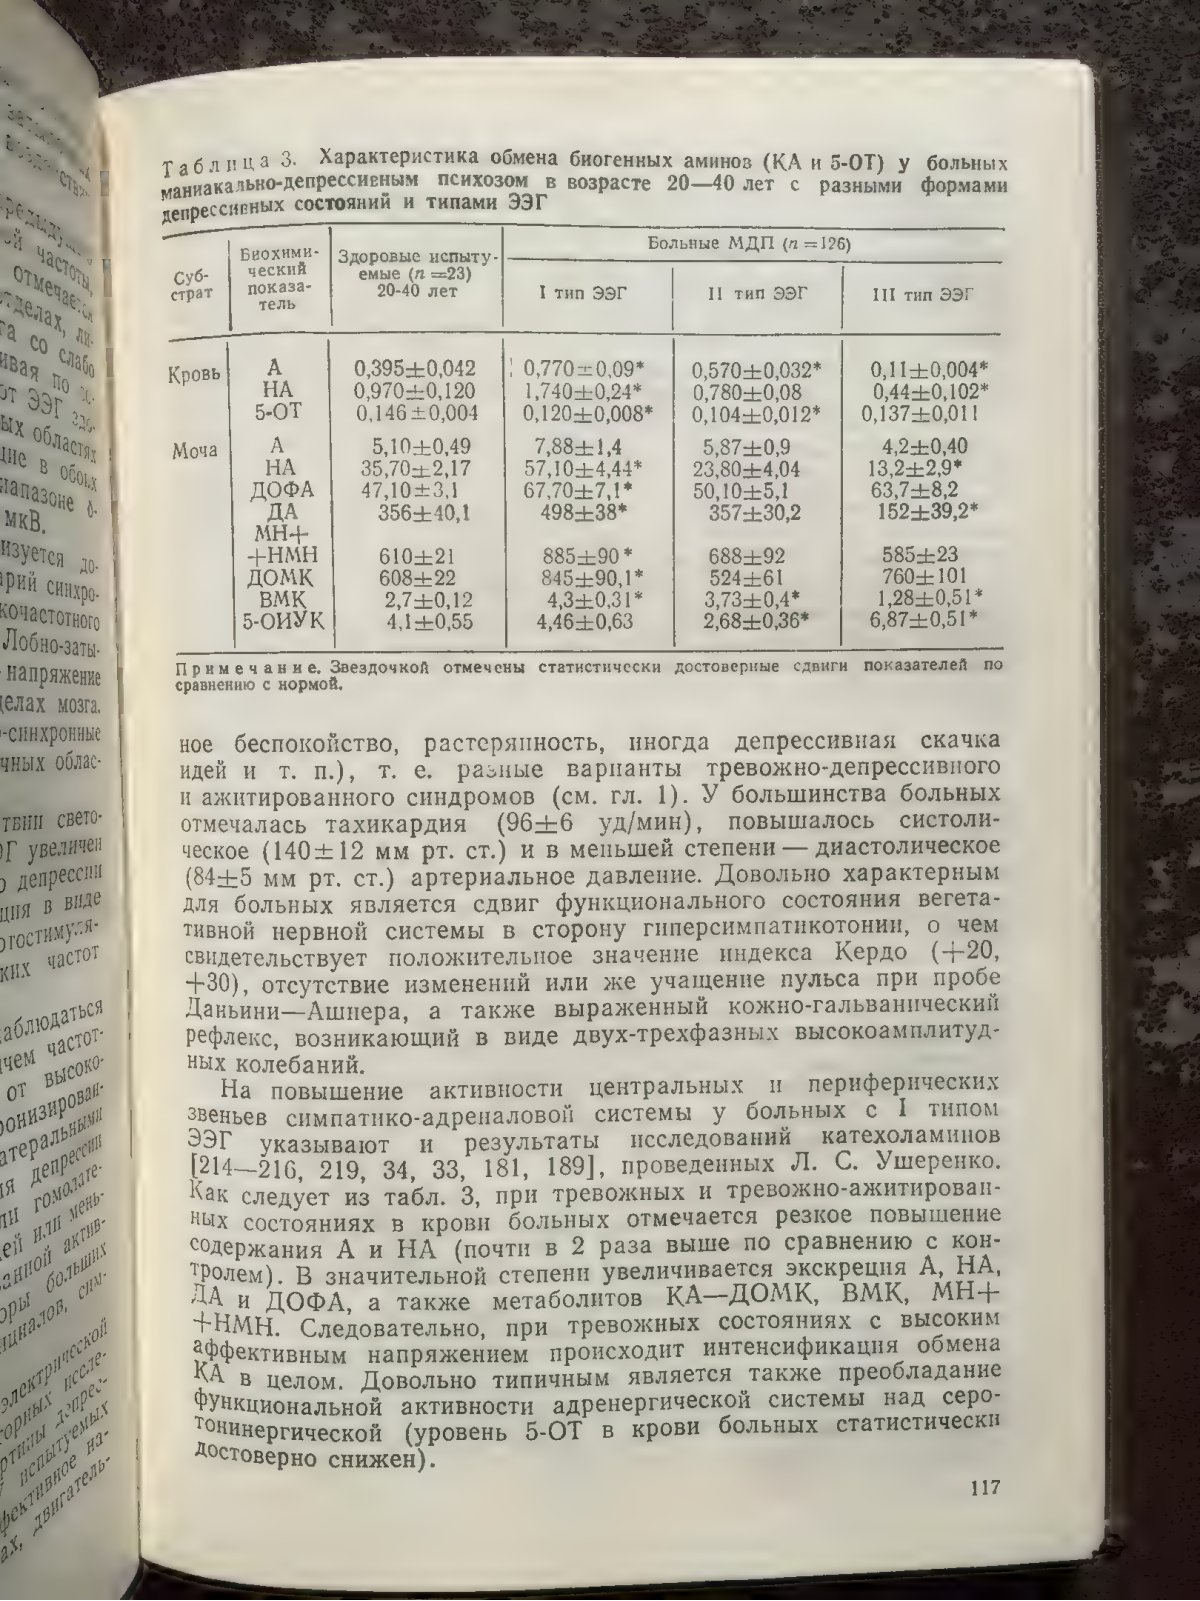 Таблица 3. Характеристика обмена биогенных аминов (КА и 5-ОТ) у больных
маниакально-депрессивным психозом в возрасте 20—40 лет с разными формами
депрессивных состояний и типами ЭЭГ
Суб-
страт
Биохими-
ческий
показа-
тель
Здоровые испыту-
емые (n =23)
20-40 лет
Больные МДП (n =126)
I тип ЭЭГ
II тип ЭЭГ
III тип ЭЭГ
Кровь А 0,395±0,042 0,770±0,09* 0,570±0,032* 0,11±0,004*
НА 0,970±0,120 1,740±0,24* 0,780±0,08 0,44±0,102*
5-ОТ 0,146±0,004 0,120±0,008* 0,104±0,012* 0,137±0,011
Моча А 5,10±0,49 7,88±1,4 5,87±0,9 4,2±0,40
НА 35,70±2,17 57,10±4,44* 23,80±4,04 13,2±2,9*
ДОФА 47,10±3,1 67,70±7,1* 50,10±5,1 63,7±8,2
ДА 356±40,1 498±38* 357±30,2 152±39,2*
МН+
+НМН 610±21 885±90* 688±92 585±23
ДОМК 608±22 845±90,1* 524±61 760±101
ВМК 2,7±0,12 4,3±0,31* 3,73±0,4* 1,28±0,51*
5-ОИУК 4,1±0,55 4,46±0,63 2,68±0,36* 6,87±0,51*
Примечание. Звездочкой отмечены статистически достоверные сдвиги показателей по
сравнению с нормой.
ное беспокойство, растерянность, иногда депрессивная скачка
идей и т. п.), т. е. разные варианты тревожно-депрессивного
и ажитированного синдромов (см. гл. 1). У большинства больных
отмечалась тахикардия (96±6 уд/мин), повышалось систоли-
ческое (140±12 мм рт. ст.) и в меньшей степени — диастолическое
(84±5 мм рт. ст.) артериальное давление. Довольно характерным
для больных является сдвиг функционального состояния вегета-
тивной нервной системы в сторону гиперсимпатикотонии, о чем
свидетельствует положительное значение индекса Кердо (+20,
+30), отсутствие изменений или же учащение пульса при пробе
Даньини—Ашнера, а также выраженный кожно-гальванический
рефлекс, возникающий в виде двух-трехфазных высокоамплитуд-
ных колебаний.
На повышение активности центральных и периферических
звеньев симпатико-адреналовой системы у больных с I типом
ЭЭГ указывают и результаты исследований катехоламинов
[214—216, 219, 34, 33, 181, 189], проведенных Л. С. Ушеренко.
Как следует из табл. 3, при тревожных и тревожно-ажитирован-
ных состояниях в крови больных отмечается резкое повышение
содержания А и НА (почти в 2 раза выше по сравнению с кон-
тролем). В значительной степени увеличивается экскреция А, НА,
ДА и ДОФА, а также метаболитов КА—ДОМК, ВМК, МН+
+НМН. Следовательно, при тревожных состояниях с высоким
аффективным напряжением происходит интенсификация обмена
КА в целом. Довольно типичным является также преобладание
функциональной активности адренергической системы над серо-
тонинергической (уровень 5-ОТ в крови больных статистически
достоверно снижен).
117